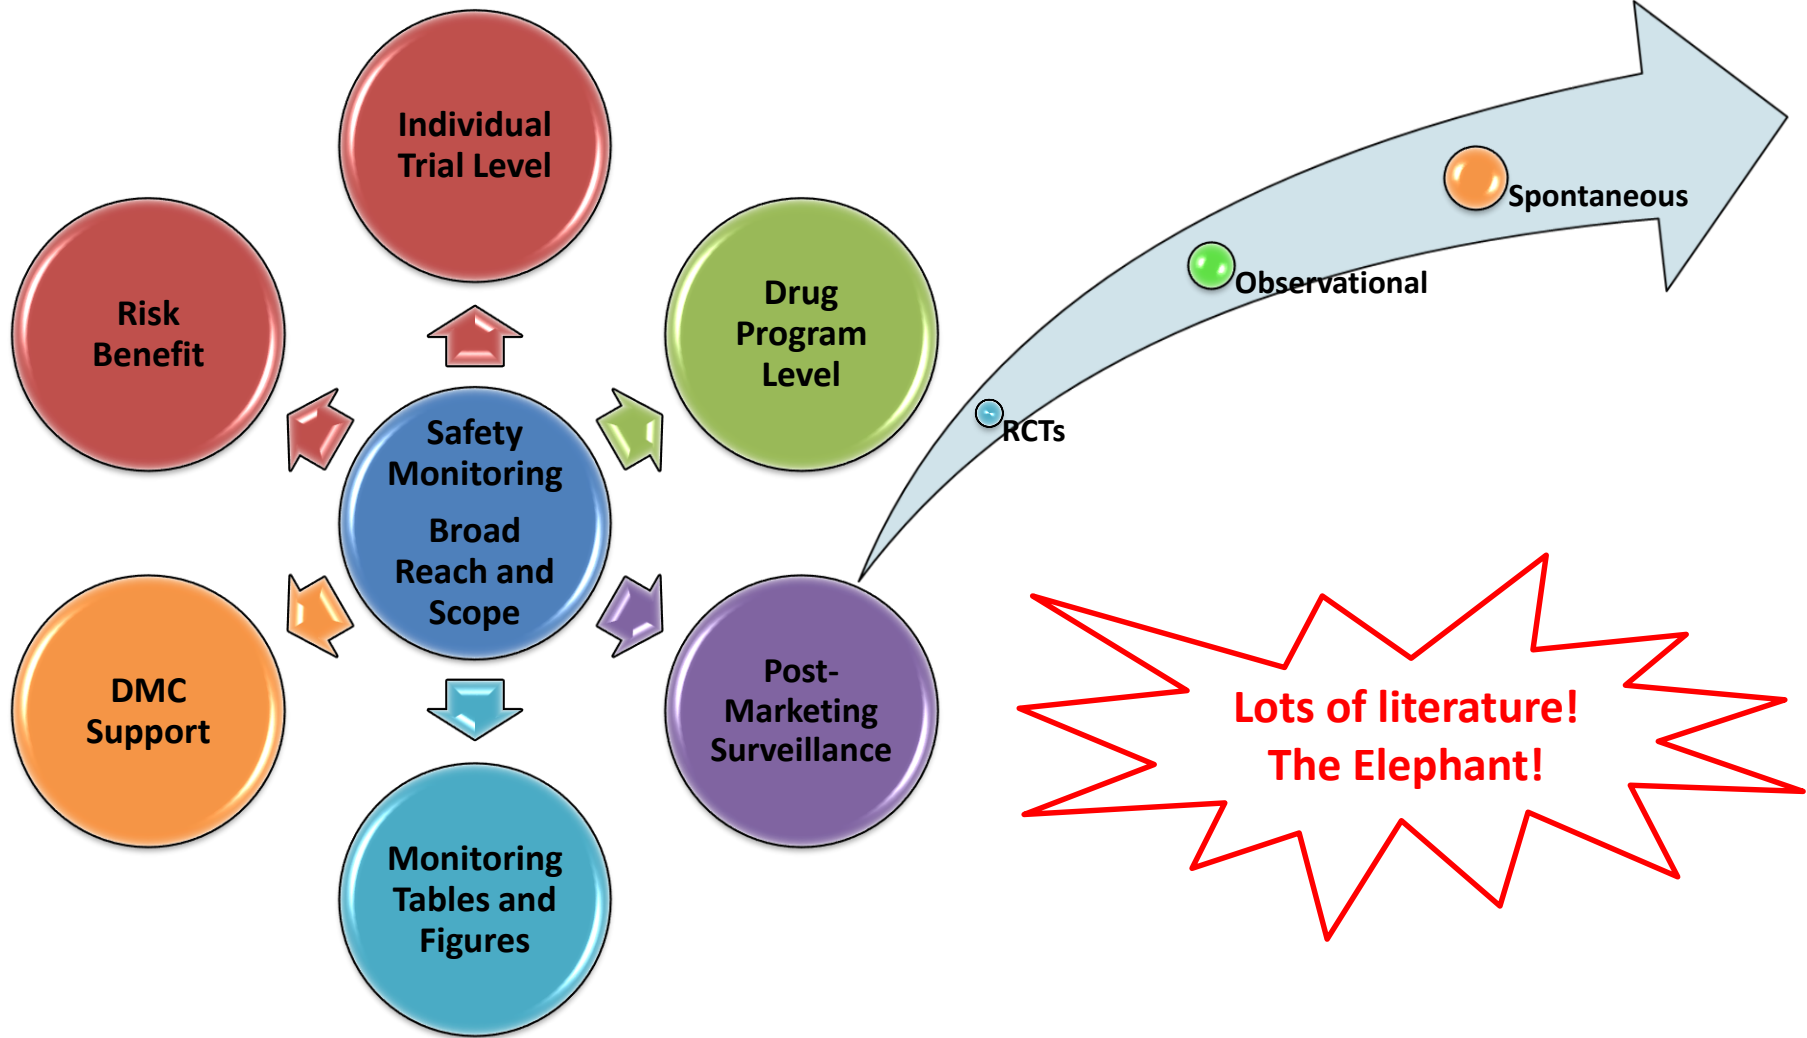 Individual
Trial Level
Risk
Benefit
Drug
Program
Level
Safety
Monitoring
Broad
Reach and
Scope
DMC
Support
Post-
Marketing
Surveillance
Monitoring
Tables and
Figures
RCTs
Observational
Spontaneous
Lots of literature!
The Elephant!